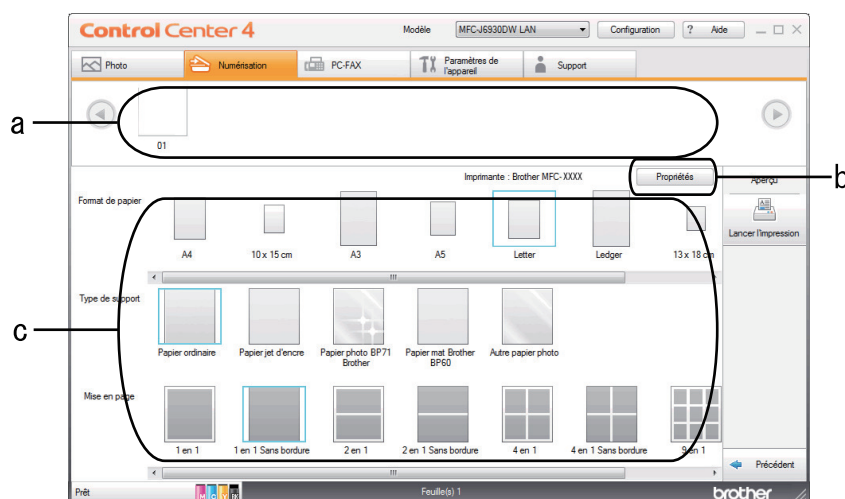 Control Center 4
Modèle
MFC-J6930DW LAN
Configuration
? Aide
Photo
Numérisation
PC-FAX
Paramètres de
l'appareil
Support
a
01
Imprimante : Brother MFC-XXXX
Propriétés
b
Aperçu
Format de papier
Lancer l'impression
A4
10 x 15 cm
A3
A5
Letter
Ledger
13 x 18 cm
Type de support
c
Papier ordinaire
Papier jet d'encre
Papier photo BP71
Brother
Papier mat Brother
BP60
Autre papier photo
Mise en page
1 en 1
1 en 1 Sans bordure
2 en 1
2 en 1 Sans bordure
4 en 1
4 en 1 Sans bordure
9 en 1
Précédent
Prêt
M C Y BK
Feuille(s) 1
brother